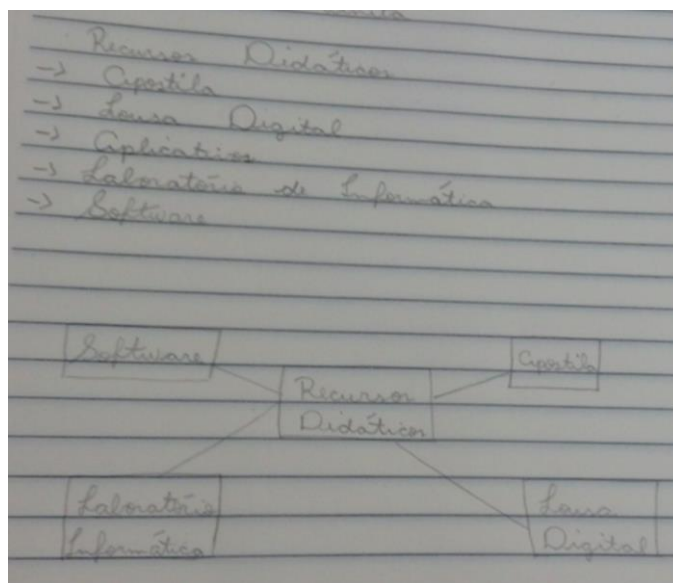 Recursos Didáticos
-> Apostila
-> Lousa Digital
-> Aplicativos
-> Laboratório de Informática
-> Software
Software
Apostila
Recursos
Didáticos
Laboratório
Informática
Lousa
Digital